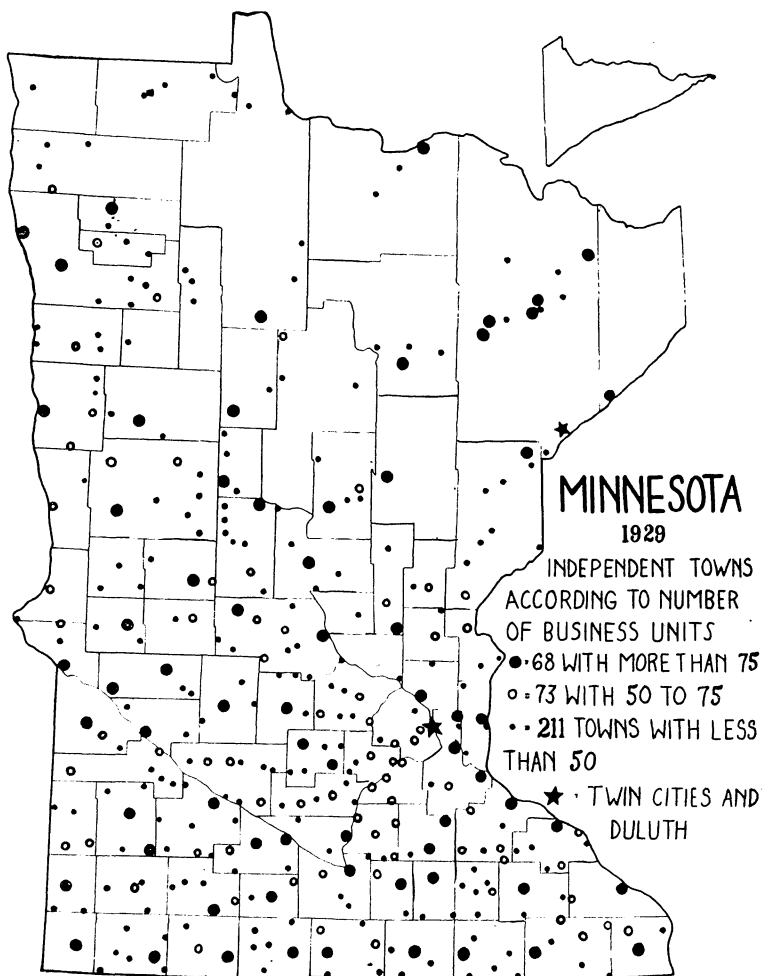 MINNESOTA
1929
INDEPENDENT TOWNS
ACCORDING TO NUMBER
OF BUSINESS UNITS
●=68 WITH MORE THAN 75
○=73 WITH 50 TO 75
•=211 TOWNS WITH LESS
THAN 50
★ = TWIN CITIES AND
DULUTH